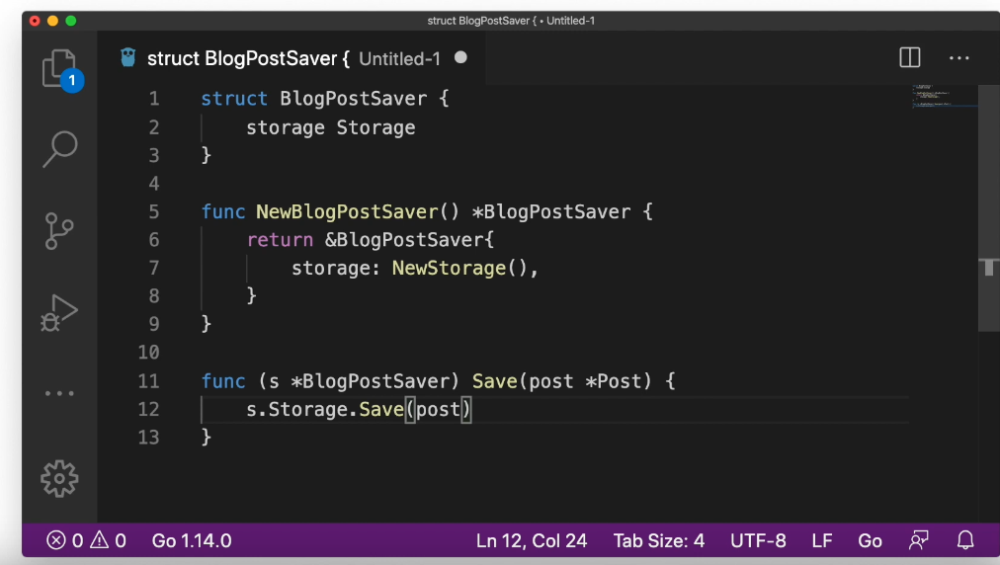 struct BlogPostSaver { • Untitled-1
struct BlogPostSaver { Untitled-1
1
1 struct BlogPostSaver {
2 storage Storage
3 }
4
5 func NewBlogPostSaver() *BlogPostSaver {
6 return &BlogPostSaver{
7 storage: NewStorage(),
8 }
9 }
10
11 func (s *BlogPostSaver) Save(post *Post) {
12 s.Storage.Save(post)
13 }
0 0 Go 1.14.0 Ln 12, Col 24 Tab Size: 4 UTF-8 LF Go